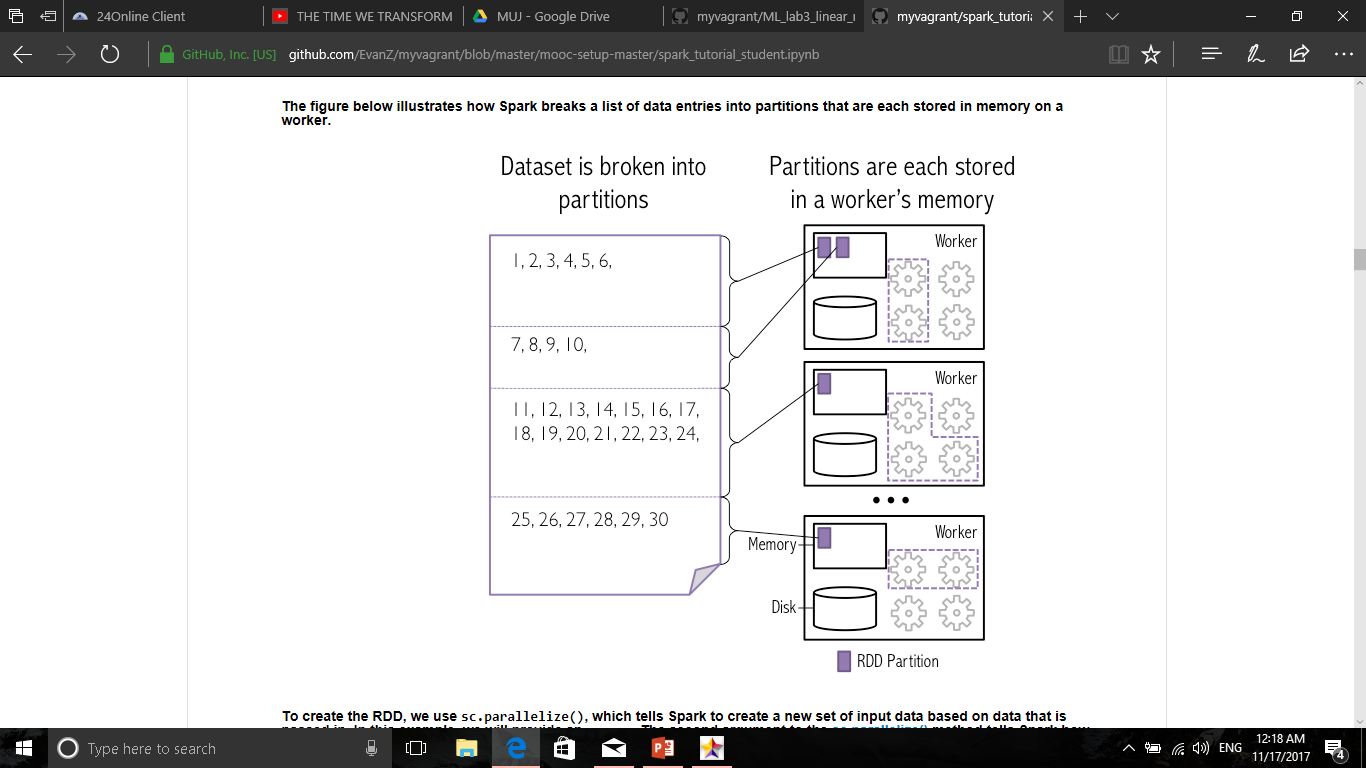 24Online Client
THE TIME WE TRANSFORM
MUJ - Google Drive
myvagrant/ML_lab3_linear_
myvagrant/spark_tutoria
GitHub, Inc. [US]
github.com/EvanZ/myvagrant/blob/master/mooc-setup-master/spark_tutorial_student.ipynb
The figure below illustrates how Spark breaks a list of data entries into partitions that are each stored in memory on a
worker.
Dataset is broken into
partitions
Partitions are each stored
in a worker's memory
1, 2, 3, 4, 5, 6,
7, 8, 9, 10,
11, 12, 13, 14, 15, 16, 17,
18, 19, 20, 21, 22, 23, 24,
25, 26, 27, 28, 29, 30
Worker
Worker
Worker
Memory
Disk
RDD Partition
To create the RDD, we use sc.parallelize(), which tells Spark to create a new set of input data based on data that is
Type here to search
ENG
12:18 AM
11/17/2017
4